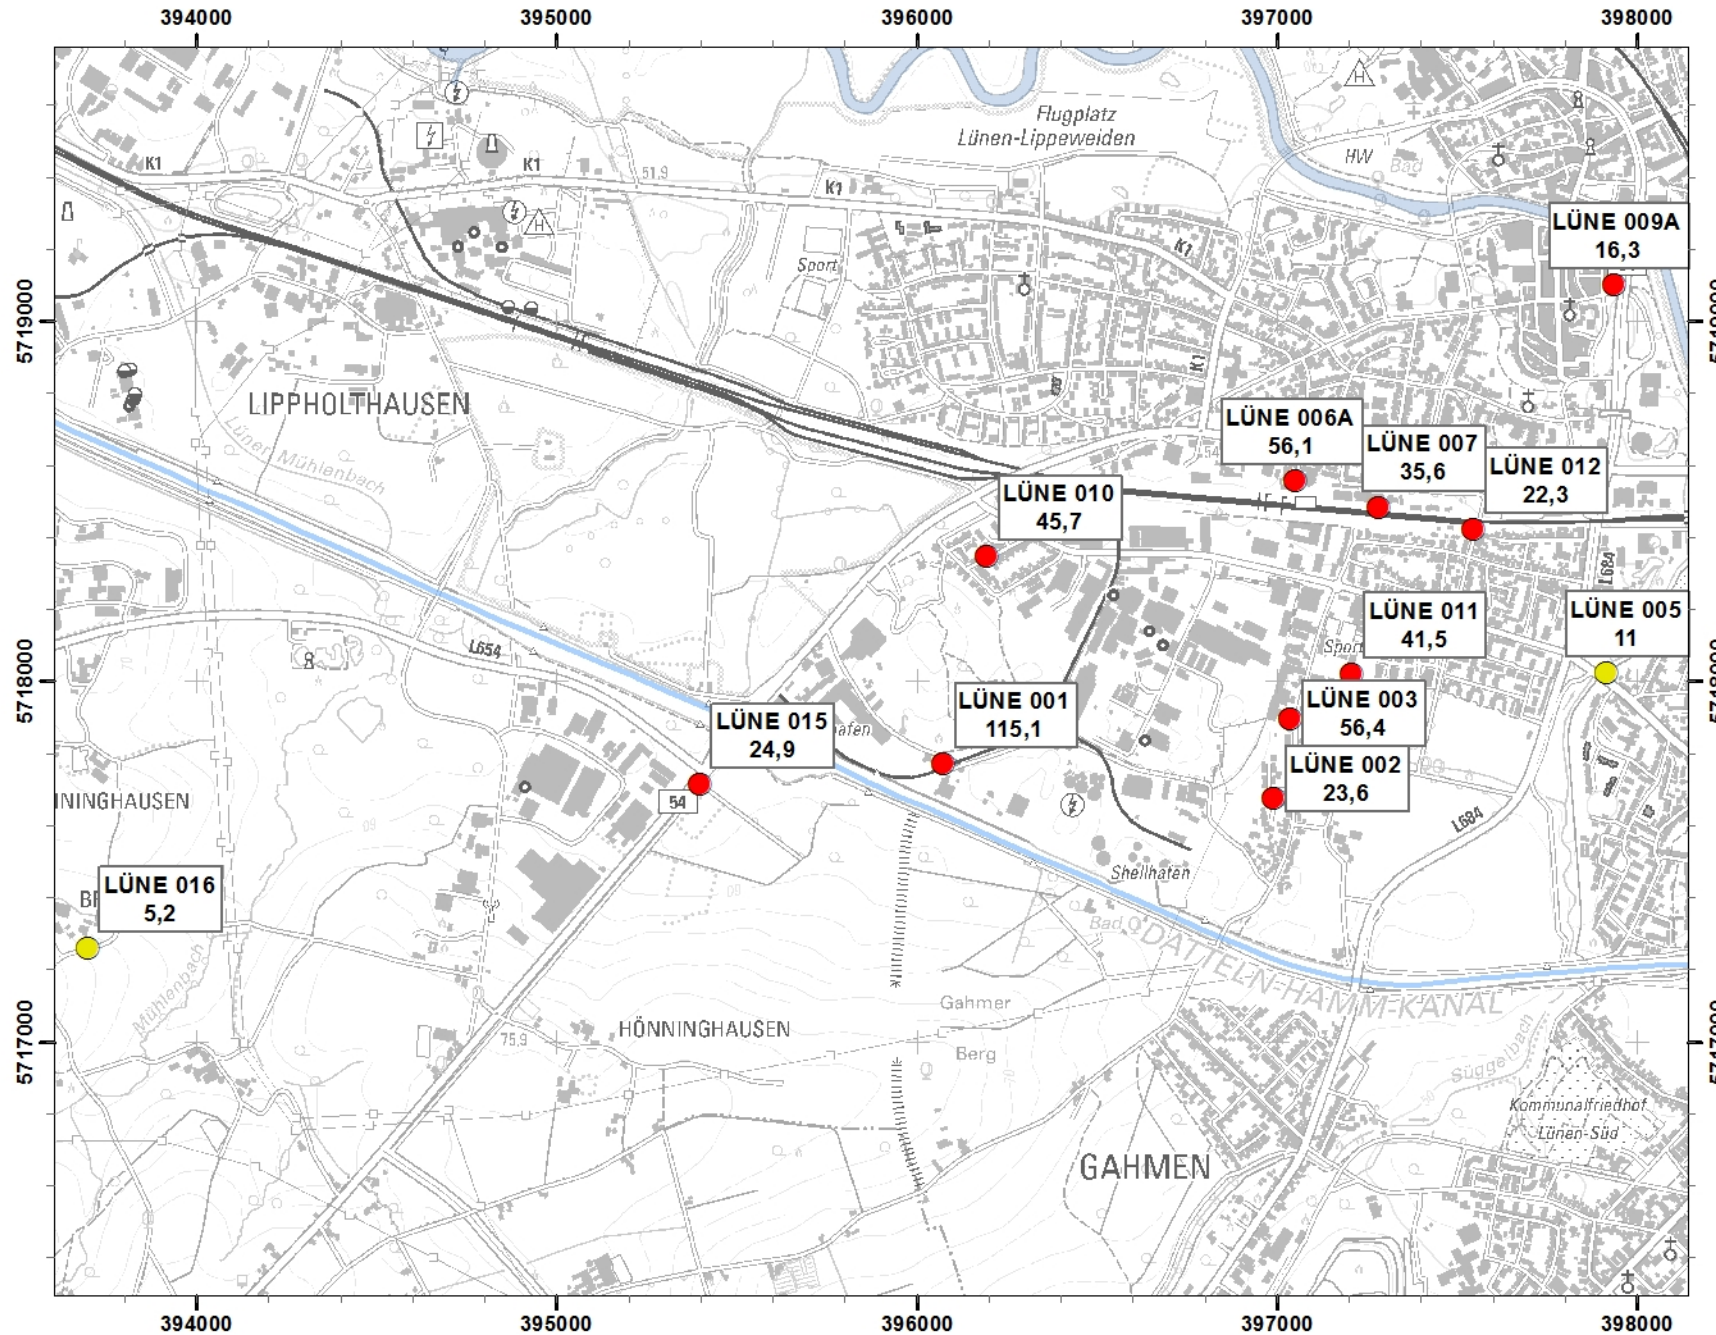 394000 395000 396000 397000 398000
Flugplatz
Lünen-Lippeweiden
K1
K1
51,9
K1
HW
Bad
H
H
LÜNE 009A
16,3
K1
Sport
5719000
K1
LIPPHOLTHAUSEN
Lünener Mühlenbach
LÜNE 006A
56,1
LÜNE 007
35,6
LÜNE 012
22,3
54
LÜNE 010
45,7
L684
LÜNE 011
41,5
LÜNE 005
11
Sport
L654
5718000
LÜNE 001
115,1
LÜNE 003
56,4
LÜNE 015
24,9
hafen
LÜNE 002
23,6
54
ININGHAUSEN
L684
Shellhafen
LÜNE 016
5,2
BR
Bad
DATTELN-HAMM-KANAL
Mühlenbach
Gahmer
Berg
HÖNNINGHAUSEN
75,9
5717000
Süggelbach
Kommunalfriedhof
Lünen-Süd
GAHMEN
394000 395000 396000 397000 398000